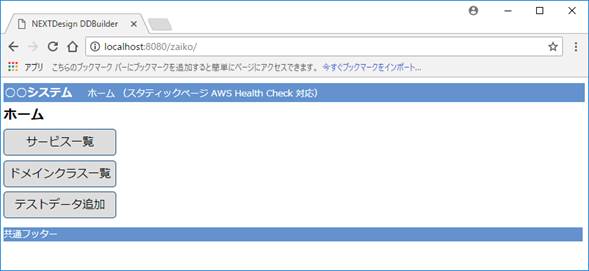 NEXTDesign DDBuilder
localhost:8080/zaiko/
アプリ こちらのブックマーク バーにブックマークを追加すると簡単にページにアクセスできます。 今すぐブックマークをインポート...
〇〇システム ホーム （スタティックページ AWS Health Check 対応）
ホーム
サービス一覧
ドメインクラス一覧
テストデータ追加
共通フッター